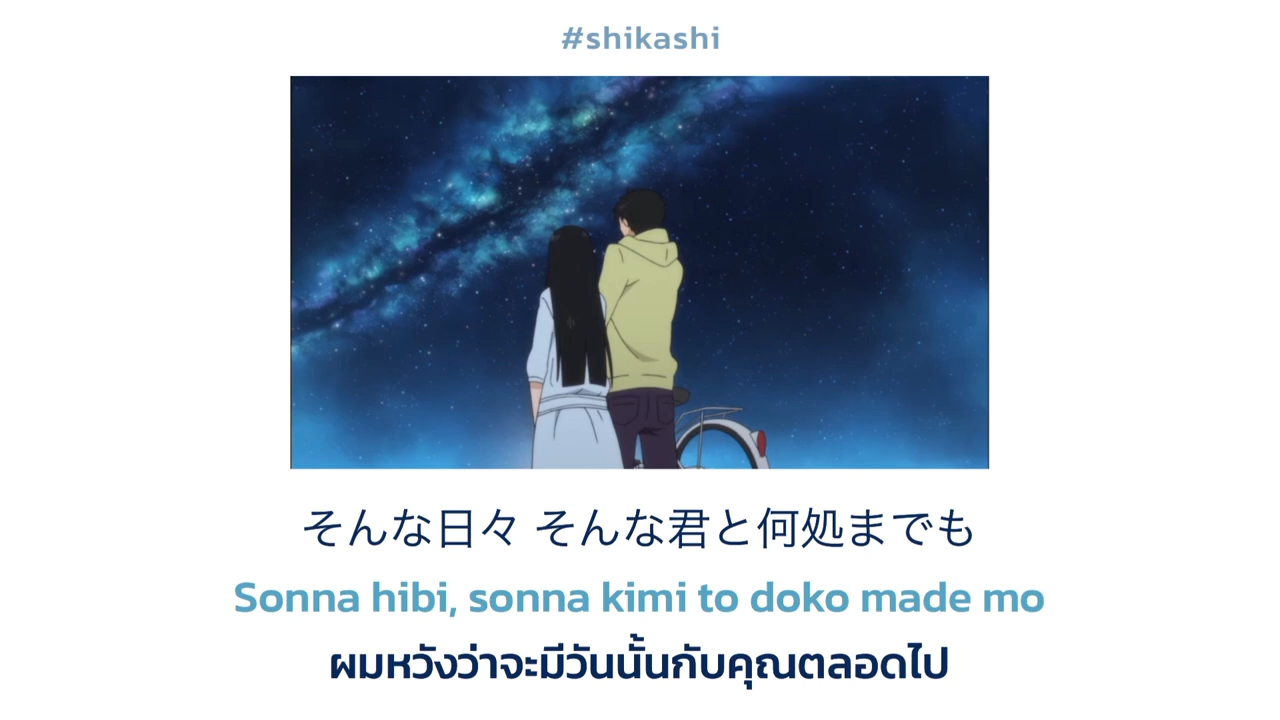 #shikashi
そんな日々 そんな君と何処までも
Sonna hibi, sonna kimi to doko made mo
ผมหวังว่าจะมีวันนั้นกับคุณตลอดไป